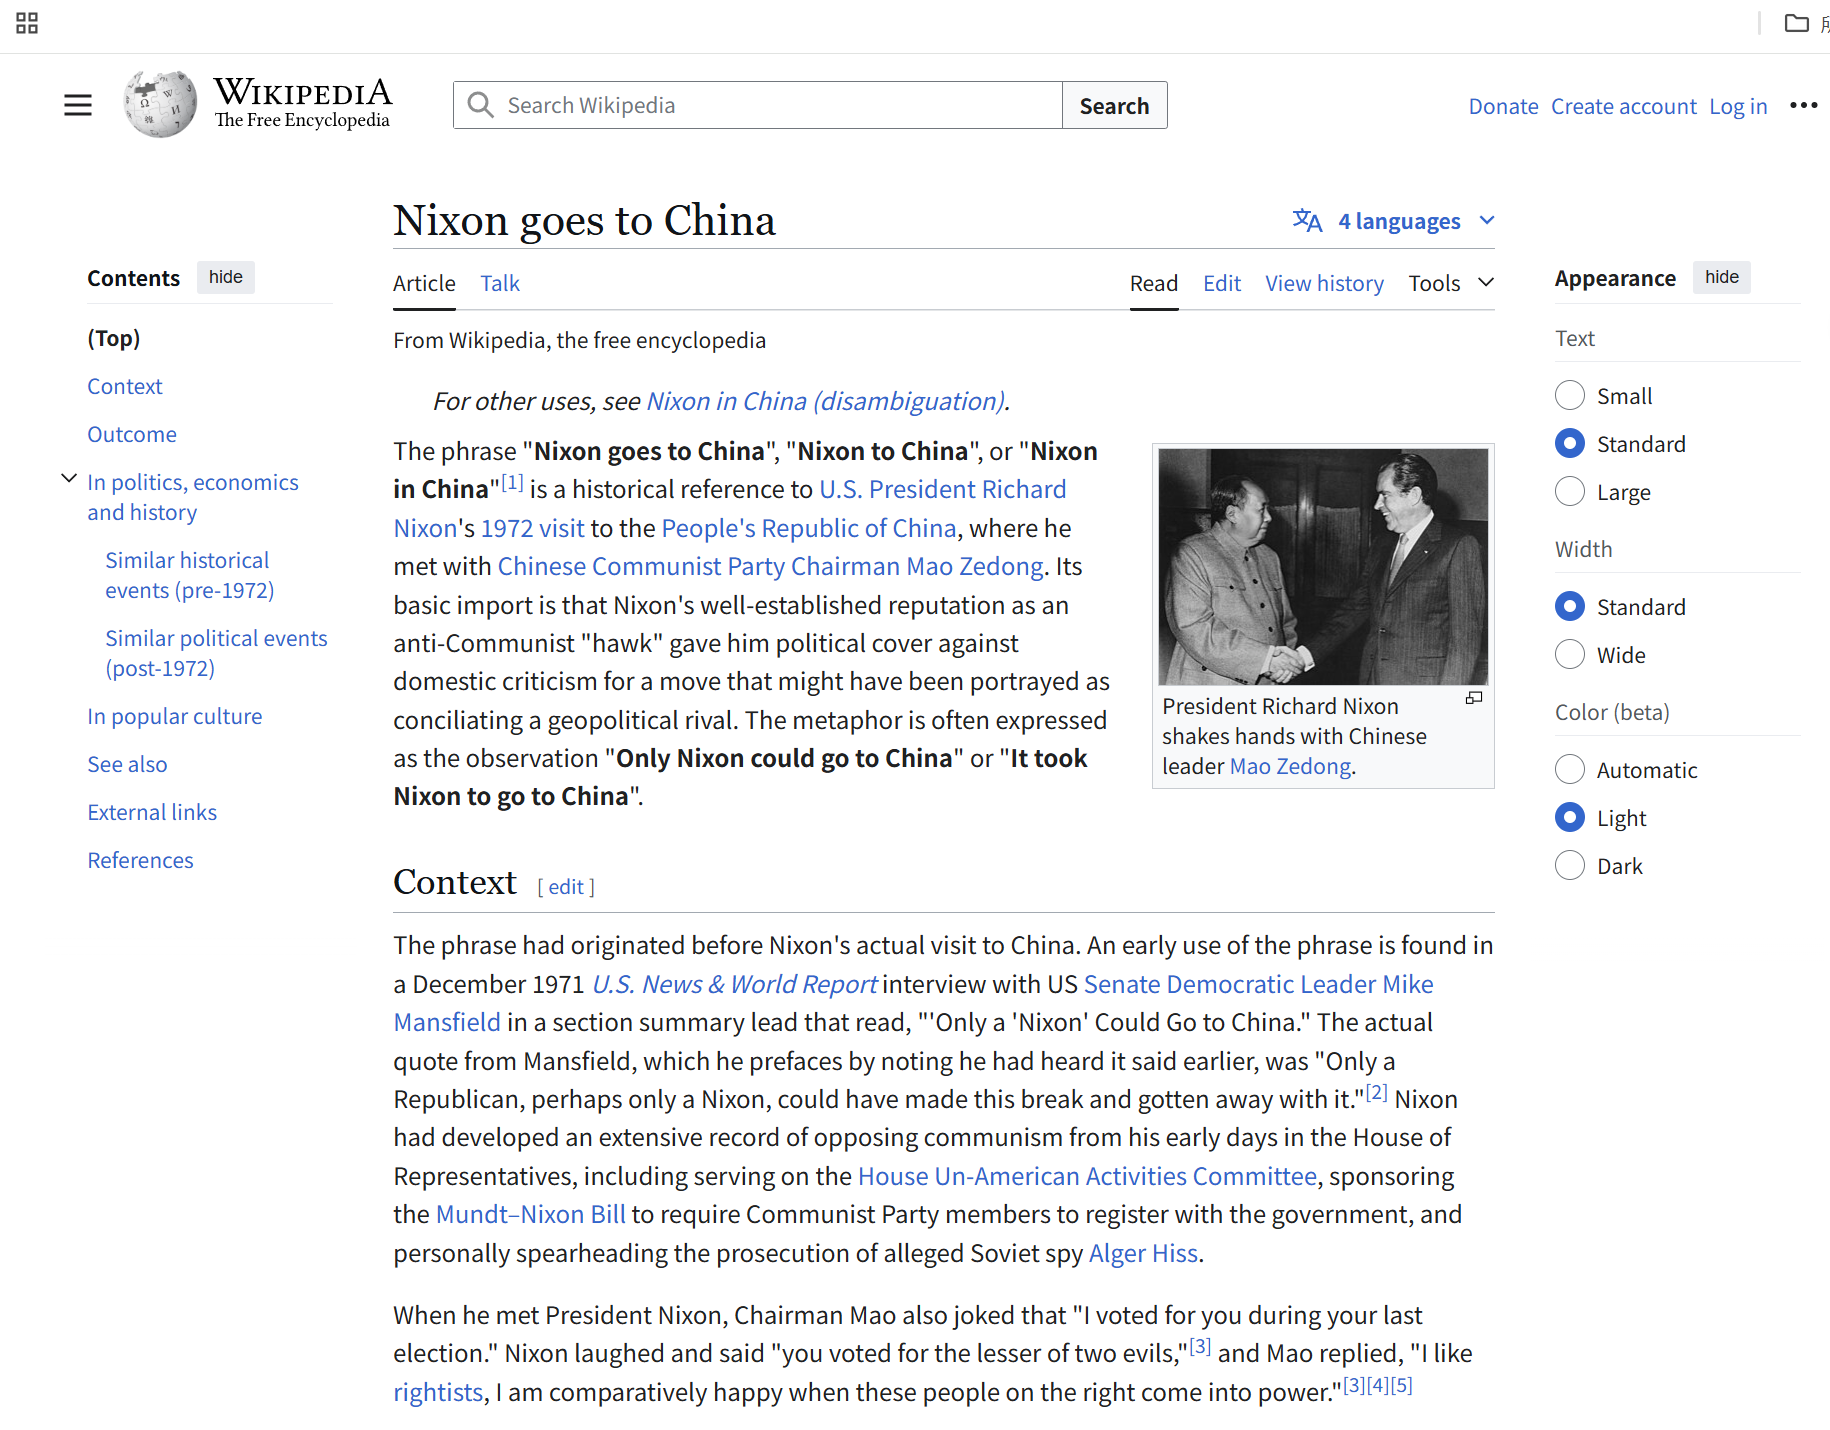 WIKIPEDIA
The Free Encyclopedia
Search Wikipedia
Search
Donate
Create account
Log in
Nixon goes to China
4 languages
Contents
hide
(Top)
Context
Outcome
In politics, economics
and history
Similar historical
events (pre-1972)
Similar political events
(post-1972)
In popular culture
See also
External links
References
Article
Talk
Read
Edit
View history
Tools
From Wikipedia, the free encyclopedia
For other uses, see Nixon in China (disambiguation).
The phrase "Nixon goes to China", "Nixon to China", or "Nixon
in China"[1] is a historical reference to U.S. President Richard
Nixon's 1972 visit to the People's Republic of China, where he
met with Chinese Communist Party Chairman Mao Zedong. Its
basic import is that Nixon's well-established reputation as an
anti-Communist "hawk" gave him political cover against
domestic criticism for a move that might have been portrayed as
conciliating a geopolitical rival. The metaphor is often expressed
as the observation "Only Nixon could go to China" or "It took
Nixon to go to China".
President Richard Nixon
shakes hands with Chinese
leader Mao Zedong.
Context [ edit ]
The phrase had originated before Nixon's actual visit to China. An early use of the phrase is found in
a December 1971 U.S. News & World Report interview with US Senate Democratic Leader Mike
Mansfield in a section summary lead that read, "'Only a 'Nixon' Could Go to China." The actual
quote from Mansfield, which he prefaces by noting he had heard it said earlier, was "Only a
Republican, perhaps only a Nixon, could have made this break and gotten away with it."[2] Nixon
had developed an extensive record of opposing communism from his early days in the House of
Representatives, including serving on the House Un-American Activities Committee, sponsoring
the Mundt–Nixon Bill to require Communist Party members to register with the government, and
personally spearheading the prosecution of alleged Soviet spy Alger Hiss.
When he met President Nixon, Chairman Mao also joked that "I voted for you during your last
election." Nixon laughed and said "you voted for the lesser of two evils,"[3] and Mao replied, "I like
rightists, I am comparatively happy when these people on the right come into power."[3][4][5]
Appearance
hide
Text
Small
Standard
Large
Width
Standard
Wide
Color (beta)
Automatic
Light
Dark